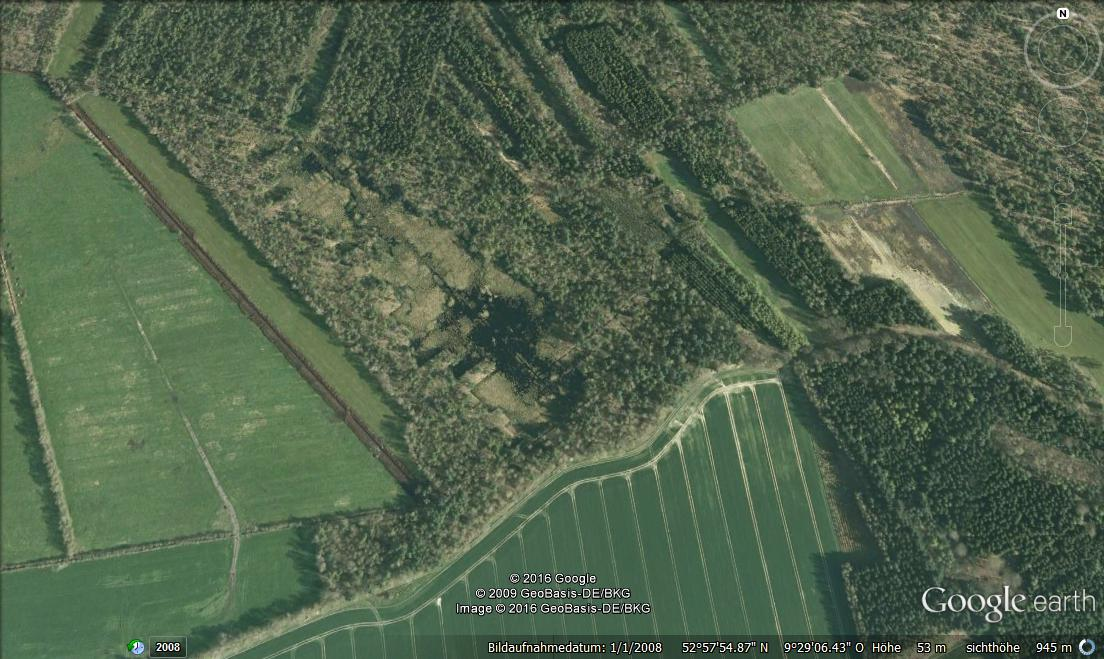 N
© 2016 Google
© 2009 GeoBasis-DE/BKG
Image © 2016 GeoBasis-DE/BKG
Google earth
2008 Bildaufnahmedatum: 1/1/2008 52°57'54.87" N 9°29'06.43" O Höhe 53 m sichthöhe 945 m